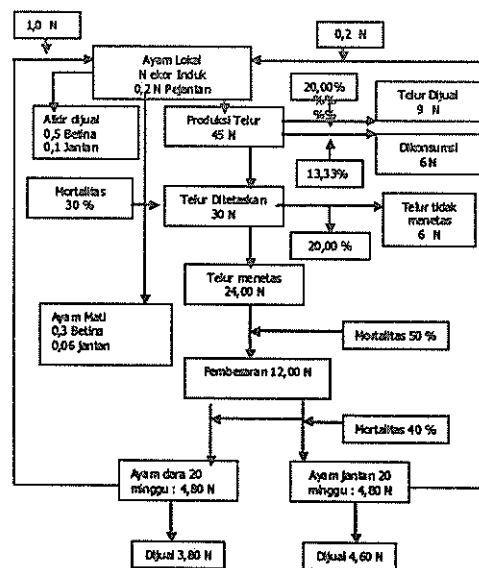 1,0 N
0,2 N
Ayam Lokal
N ekor Induk
0,2 N Pejantan
20,00%
Telur Dijual
9 N
Afkir dijual
0,5 Betina
0,1 Jantan
Produksi Telur
45 N
Dikonsumsi
6 N
13,33%
Mortalitas
30 %
Telur Ditetaskan
30 N
Telur tidak
menetas
6 N
20,00 %
Telur menetas
24,00 N
Ayam Mati
0,3 Betina
0,06 jantan
Mortalitas 50 %
Pembesaran 12,00 N
Mortalitas 40 %
Ayam dara 20
minggu : 4,80 N
Ayam jantan 20
minggu : 4,80 N
Dijual 3,80 N
Dijual 4,60 N